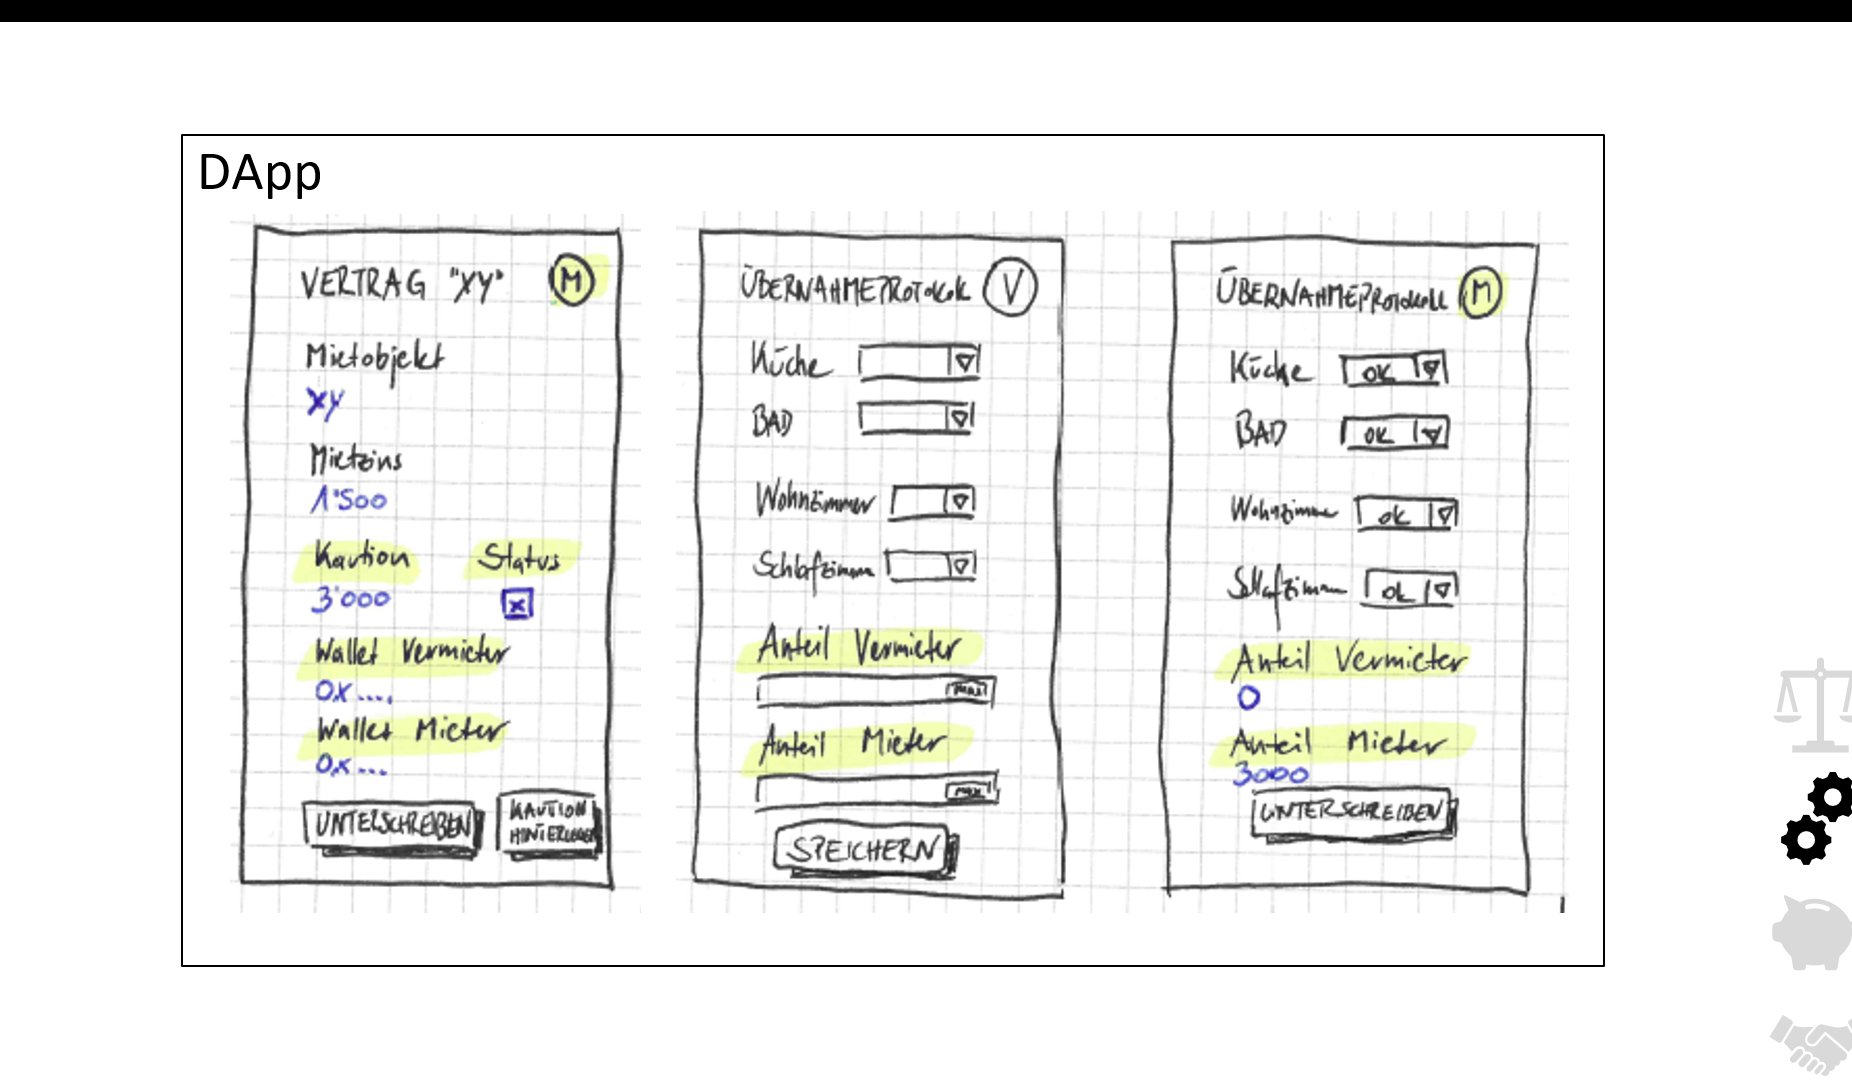 DApp
VERTRAG "XY" M
Mietobjekt
XY
Mietzins
1'500
Kaution Status
3'000 x
Wallet Vermieter
0x....
Wallet Mieter
0x...
UNTERSCHREIBEN
KAUTION
HINTERLEGEN
ÜBERNAHMEPROTOKOLL V
Küche
BAD
Wohnzimmer
Schlafzimmer
Anteil Vermieter
max
Anteil Mieter
max
SPEICHERN
ÜBERNAHMEPROTOKOLL M
Küche ok
BAD ok
Wohnzimmer ok
Schlafzimmer ok
Anteil Vermieter
0
Anteil Mieter
3000
UNTERSCHREIBEN